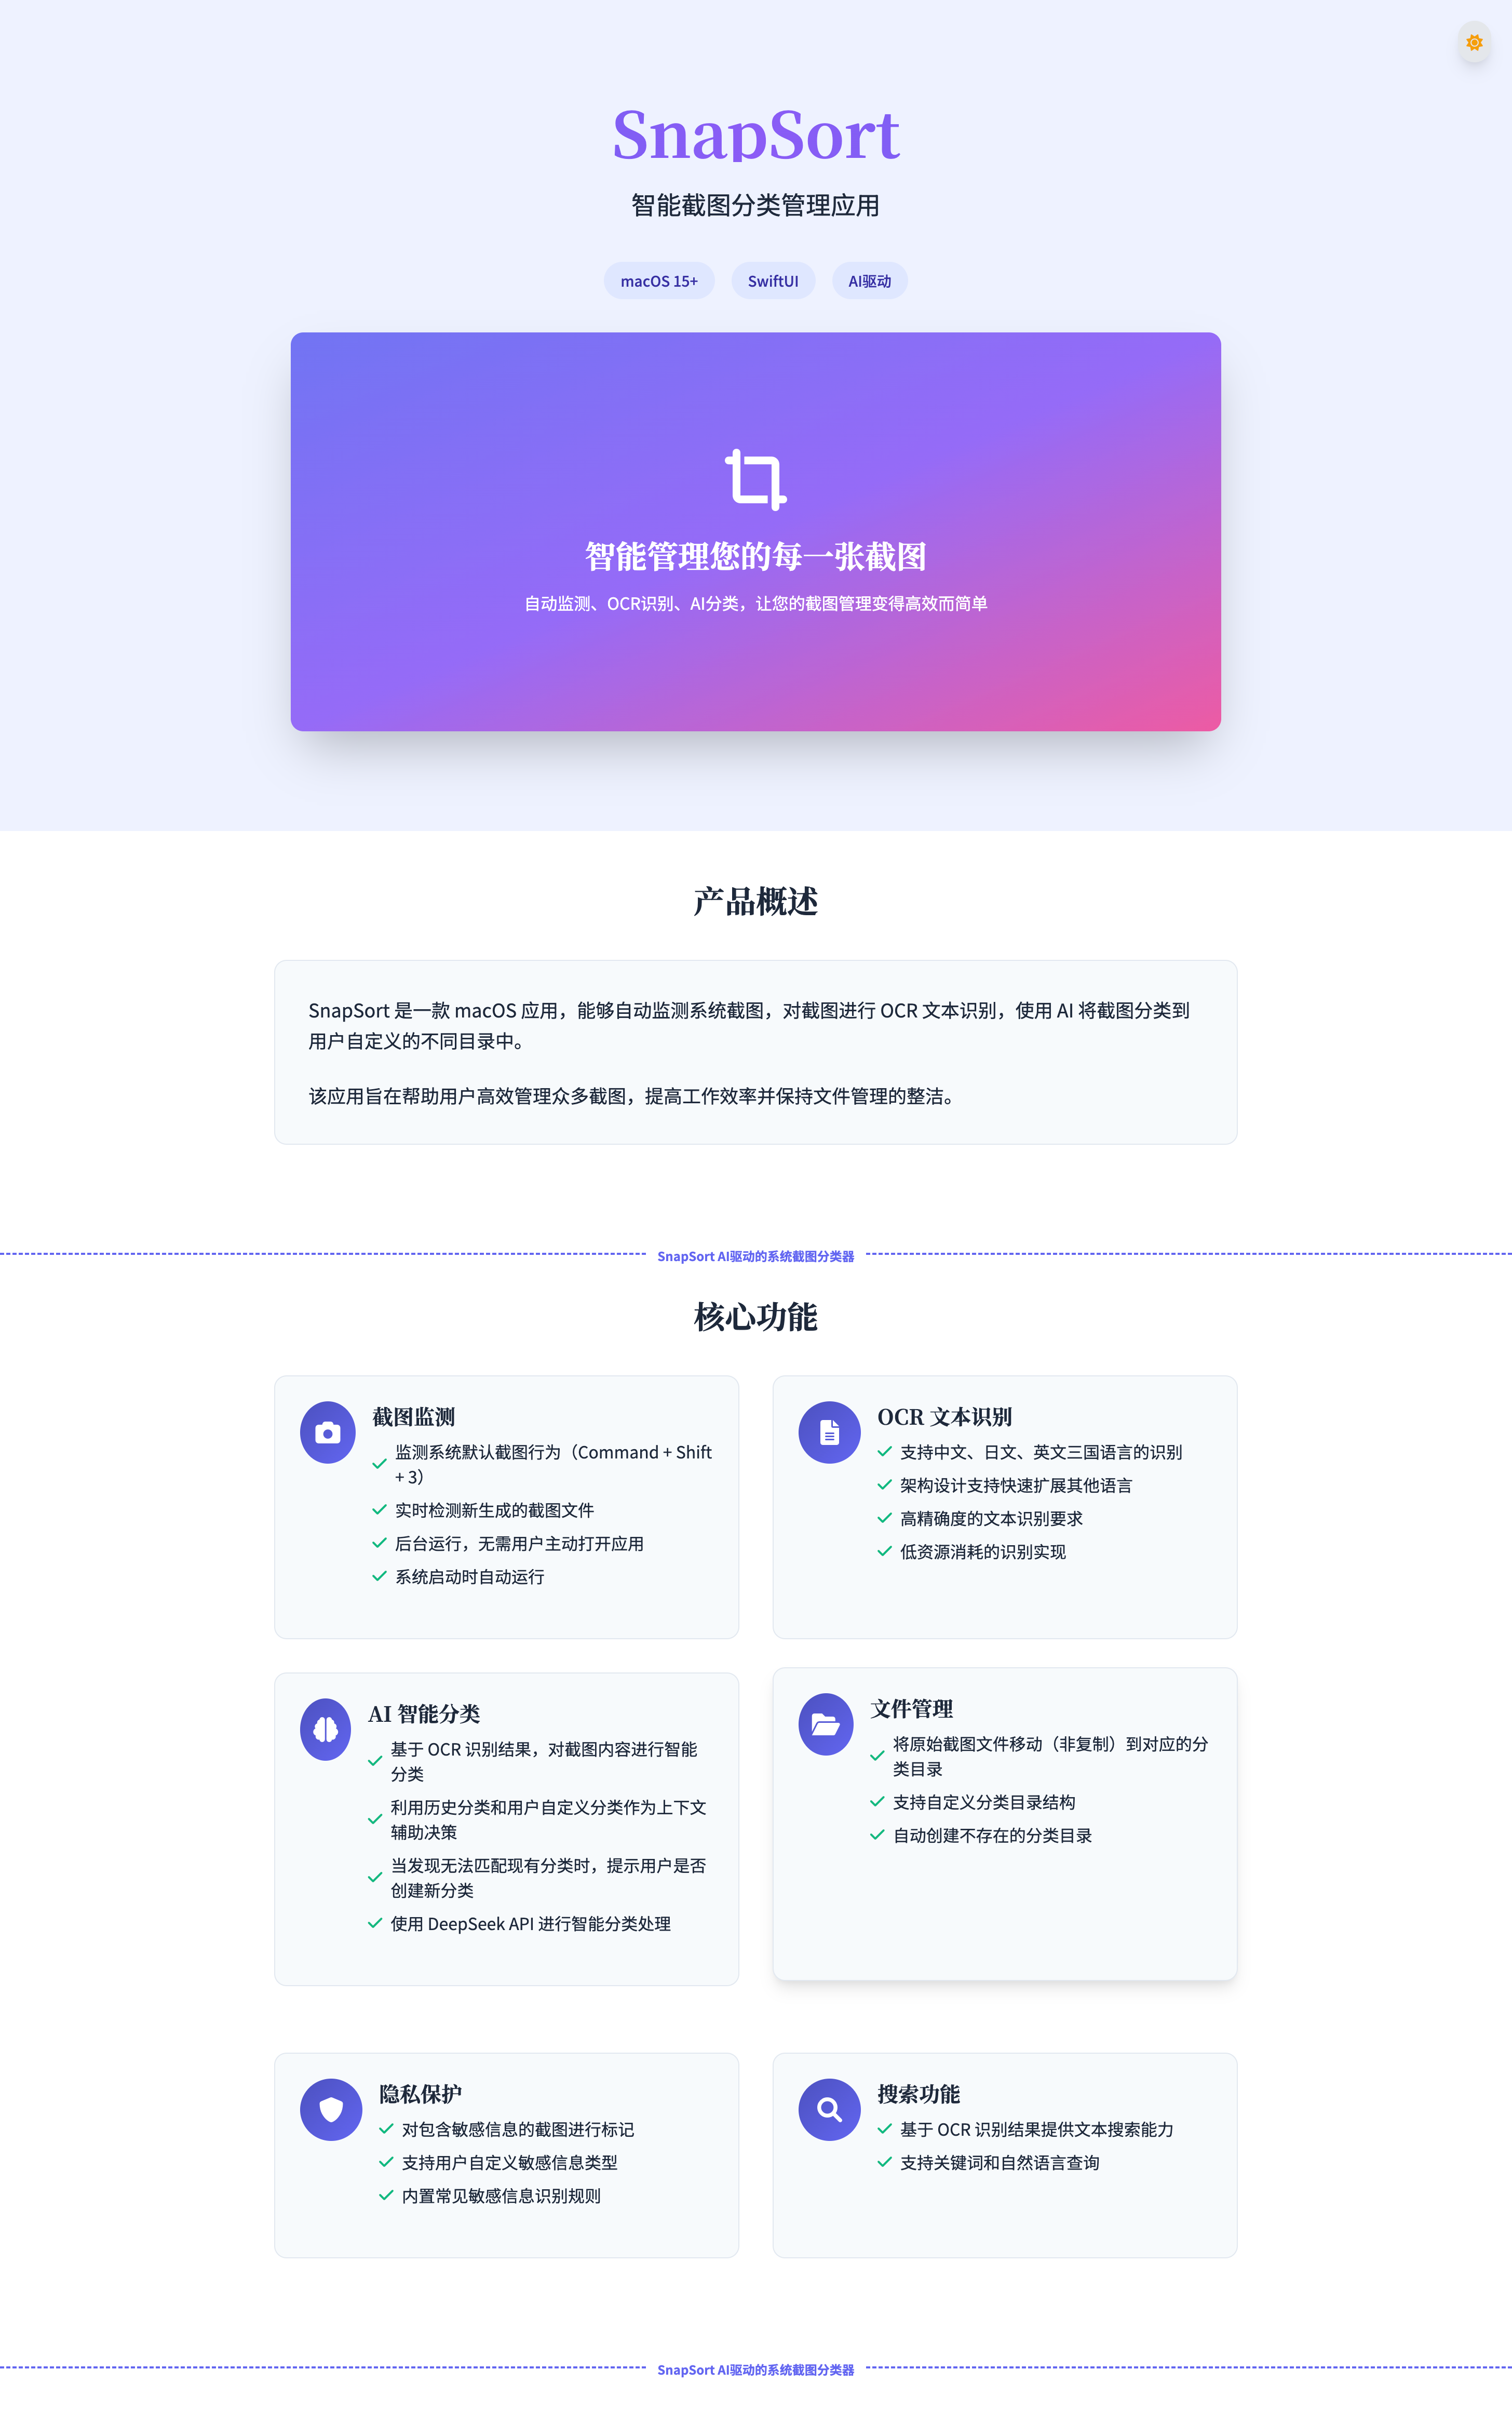 SnapSort
智能截图分类管理应用
macOS 15+
SwiftUI
AI驱动
智能管理您的每一张截图
自动监测、OCR识别、AI分类，让您的截图管理变得高效而简单
产品概述
SnapSort 是一款 macOS 应用，能够自动监测系统截图，对截图进行 OCR 文本识别，使用 AI 将截图分类到
用户自定义的不同目录中。
该应用旨在帮助用户高效管理众多截图，提高工作效率并保持文件管理的整洁。
SnapSort AI驱动的系统截图分类器
核心功能
截图监测
监测系统默认截图行为（Command + Shift
+ 3）
实时检测新生成的截图文件
后台运行，无需用户主动打开应用
系统启动时自动运行
OCR 文本识别
支持中文、日文、英文三国语言的识别
架构设计支持快速扩展其他语言
高精确度的文本识别要求
低资源消耗的识别实现
AI 智能分类
基于 OCR 识别结果，对截图内容进行智能
分类
利用历史分类和用户自定义分类作为上下文
辅助决策
当发现无法匹配现有分类时，提示用户是否
创建新分类
使用 DeepSeek API 进行智能分类处理
文件管理
将原始截图文件移动（非复制）到对应的分
类目录
支持自定义分类目录结构
自动创建不存在的分类目录
隐私保护
对包含敏感信息的截图进行标记
支持用户自定义敏感信息类型
内置常见敏感信息识别规则
搜索功能
基于 OCR 识别结果提供文本搜索能力
支持关键词和自然语言查询
SnapSort AI驱动的系统截图分类器